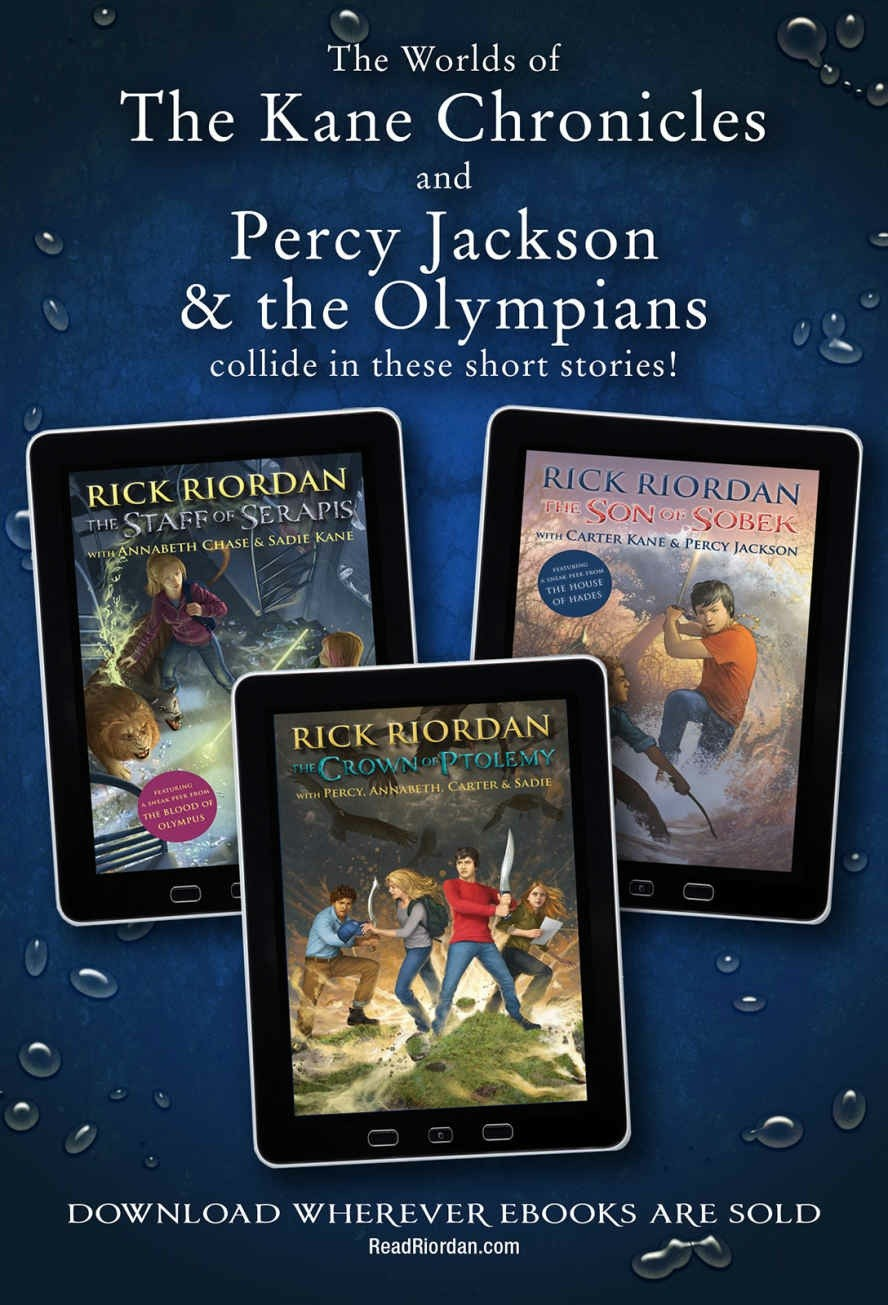 The Worlds of
The Kane Chronicles
and
Percy Jackson
& the Olympians
collide in these short stories!
RICK RIORDAN
THE STAFF OF SERAPIS
WITH ANNABETH CHASE & SADIE KANE
FEATURING
A SNEAK PEEK FROM
THE BLOOD OF
OLYMPUS
RICK RIORDAN
THE SON OF SOBEK
WITH CARTER KANE & PERCY JACKSON
FEATURING
A SNEAK PEEK FROM
THE HOUSE
OF HADES
RICK RIORDAN
THE CROWN OF PTOLEMY
WITH PERCY, ANNABETH, CARTER & SADIE
DOWNLOAD WHEREVER EBOOKS ARE SOLD
ReadRiordan.com